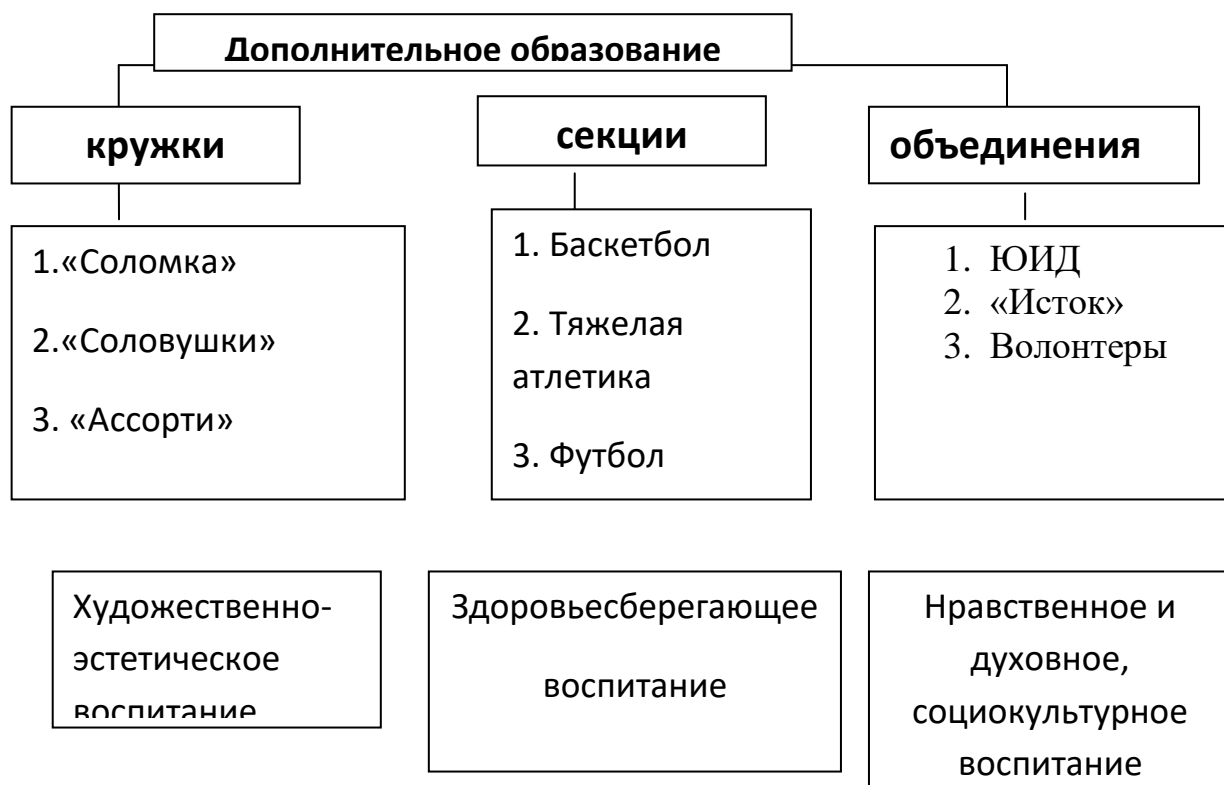 Дополнительное образование
кружки
секции
объединения
1.«Соломка»
2.«Соловушки»
3. «Ассорти»
1. Баскетбол
2. Тяжелая
атлетика
3. Футбол
1. ЮИД
2. «Исток»
3. Волонтеры
Художественно-
эстетическое
воспитание
Здоровьесберегающее
воспитание
Нравственное и
духовное,
социокультурное
воспитание